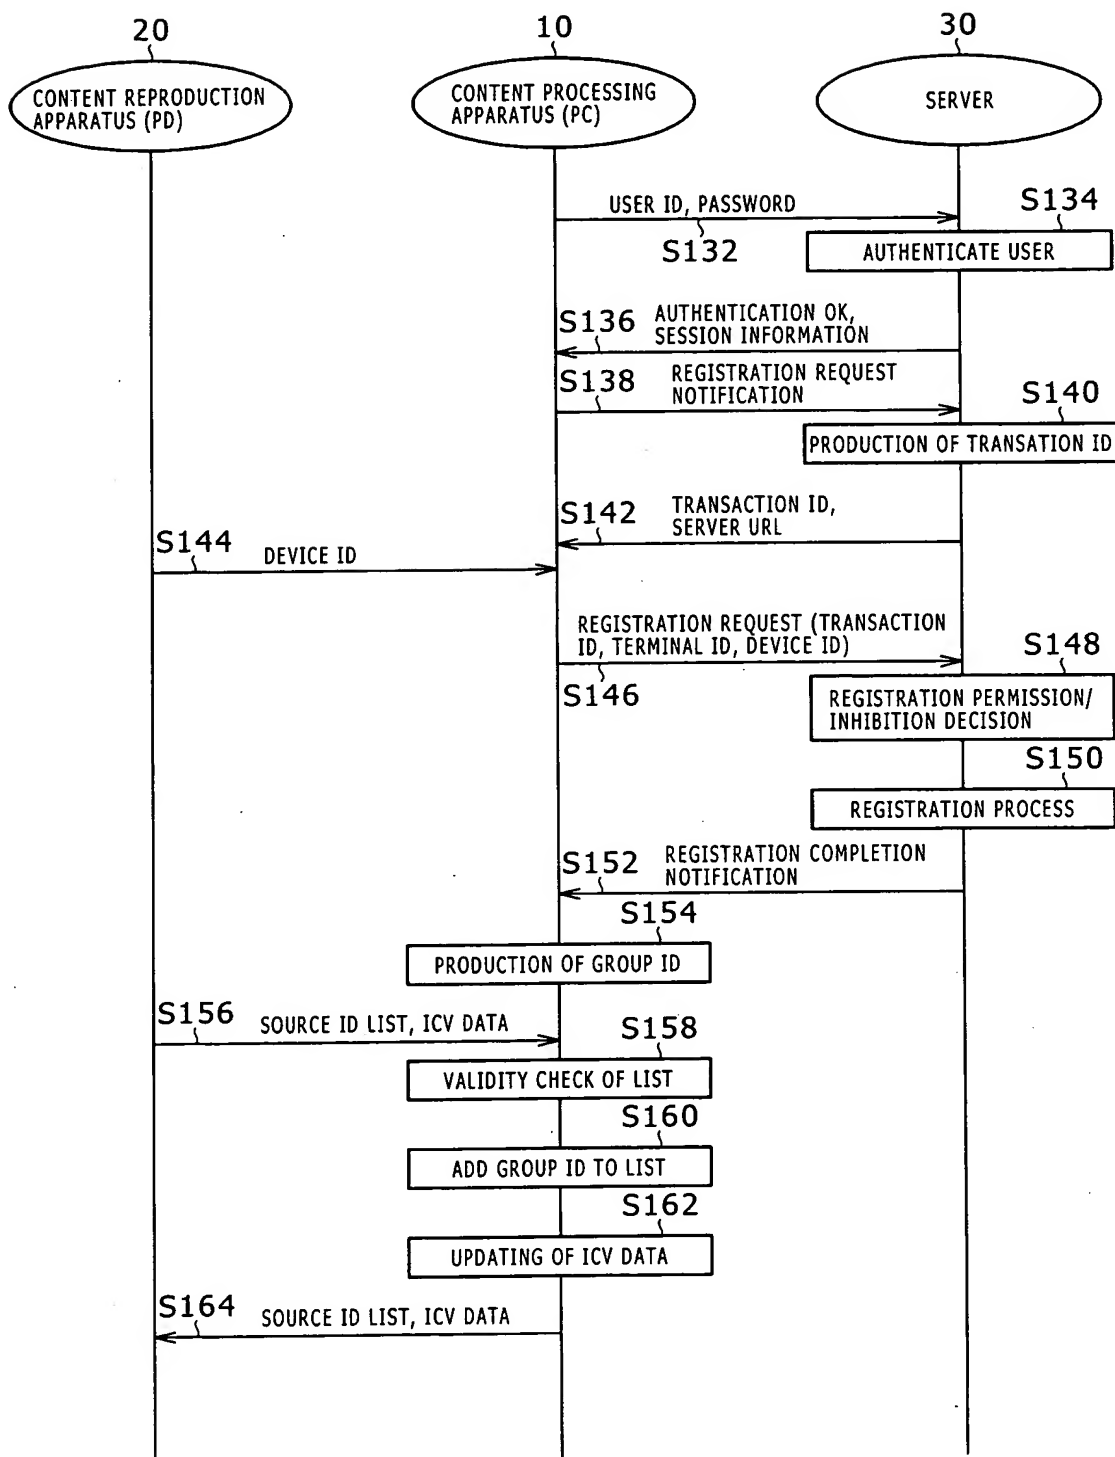 20
10
30
CONTENT REPRODUCTION
APPARATUS (PD)
CONTENT PROCESSING
APPARATUS (PC)
SERVER
USER ID, PASSWORD
S132
S134
AUTHENTICATE USER
S136
AUTHENTICATION OK,
SESSION INFORMATION
S138
REGISTRATION REQUEST
NOTIFICATION
S140
PRODUCTION OF TRANSATION ID
S142
TRANSACTION ID,
SERVER URL
S144
DEVICE ID
REGISTRATION REQUEST (TRANSACTION
ID, TERMINAL ID, DEVICE ID)
S146
S148
REGISTRATION PERMISSION/
INHIBITION DECISION
S150
REGISTRATION PROCESS
S152
REGISTRATION COMPLETION
NOTIFICATION
S154
PRODUCTION OF GROUP ID
S156
SOURCE ID LIST, ICV DATA
S158
VALIDITY CHECK OF LIST
S160
ADD GROUP ID TO LIST
S162
UPDATING OF ICV DATA
S164
SOURCE ID LIST, ICV DATA